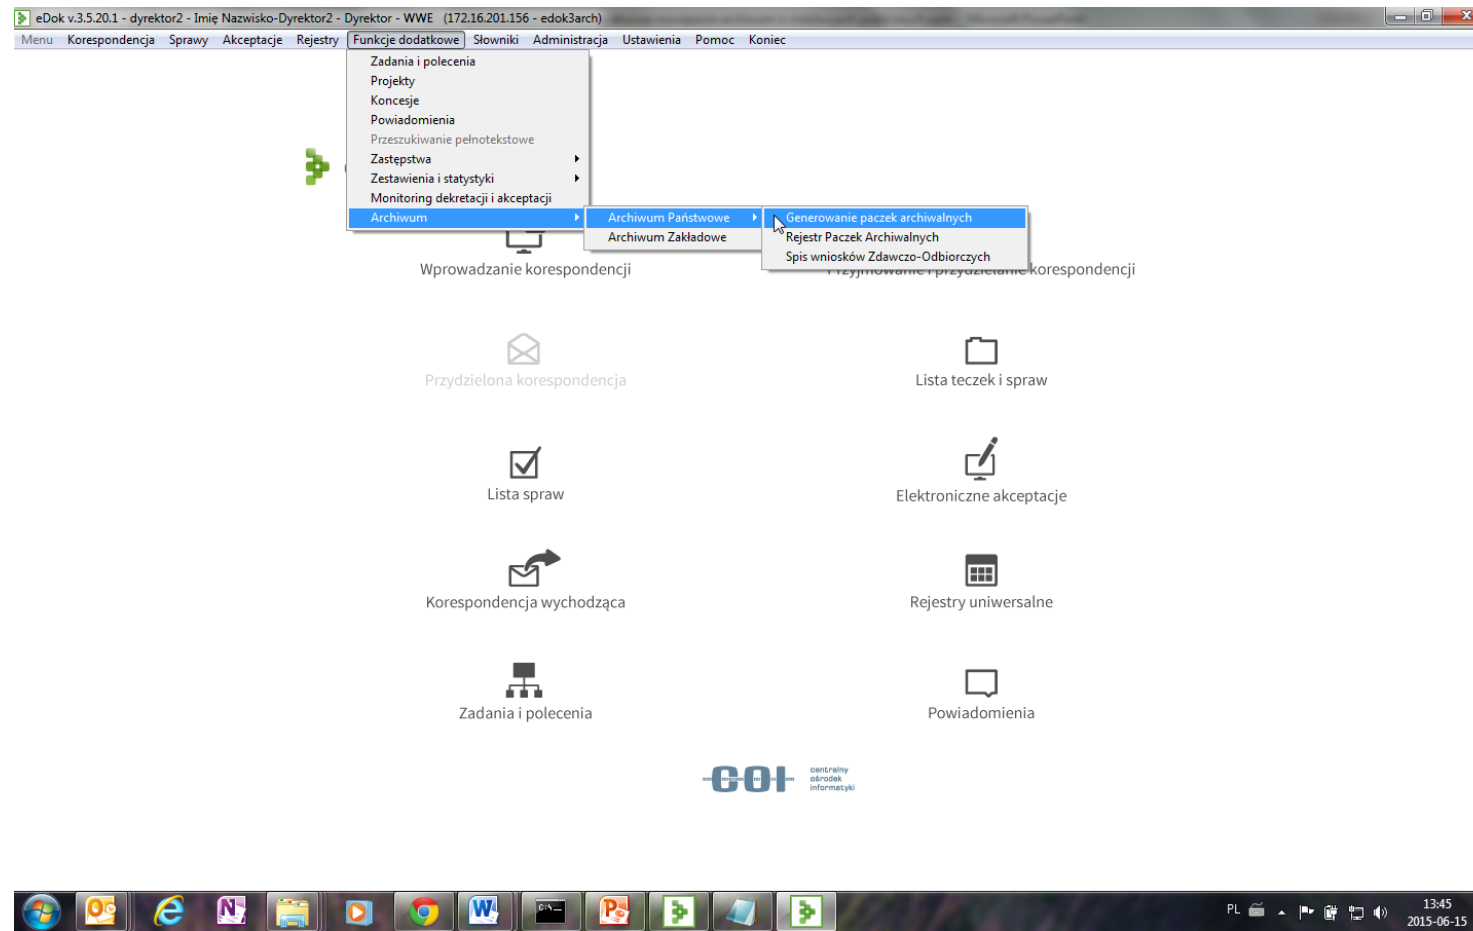 eDok v.3.5.20.1 - dyrektor2 - Imię Nazwisko-Dyrektor2 - Dyrektor - WWE (172.16.201.156 - edok3arch)
Menu Korespondencja Sprawy Akceptacje Rejestry Funkcje dodatkowe Słowniki Administracja Ustawienia Pomoc Koniec
Zadania i polecenia
Projekty
Koncesje
Powiadomienia
Przeszukiwanie pełnotekstowe
Zastępstwa
Zestawienia i statystyki
Monitoring dekretacji i akceptacji
Archiwum
Archiwum Państwowe
Archiwum Zakładowe
Generowanie paczek archiwalnych
Rejestr Paczek Archiwalnych
Spis wniosków Zdawczo-Odbiorczych
Wprowadzanie korespondencji
Przyjmowanie i przydzielanie korespondencji
Przydzielona korespondencja
Lista teczek i spraw
Lista spraw
Elektroniczne akceptacje
Korespondencja wychodząca
Rejestry uniwersalne
Zadania i polecenia
Powiadomienia
COI
centralny
ośrodek
informatyki
PL
13:45
2015-06-15